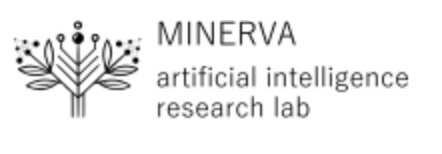 MINERVA
artificial intelligence
research lab